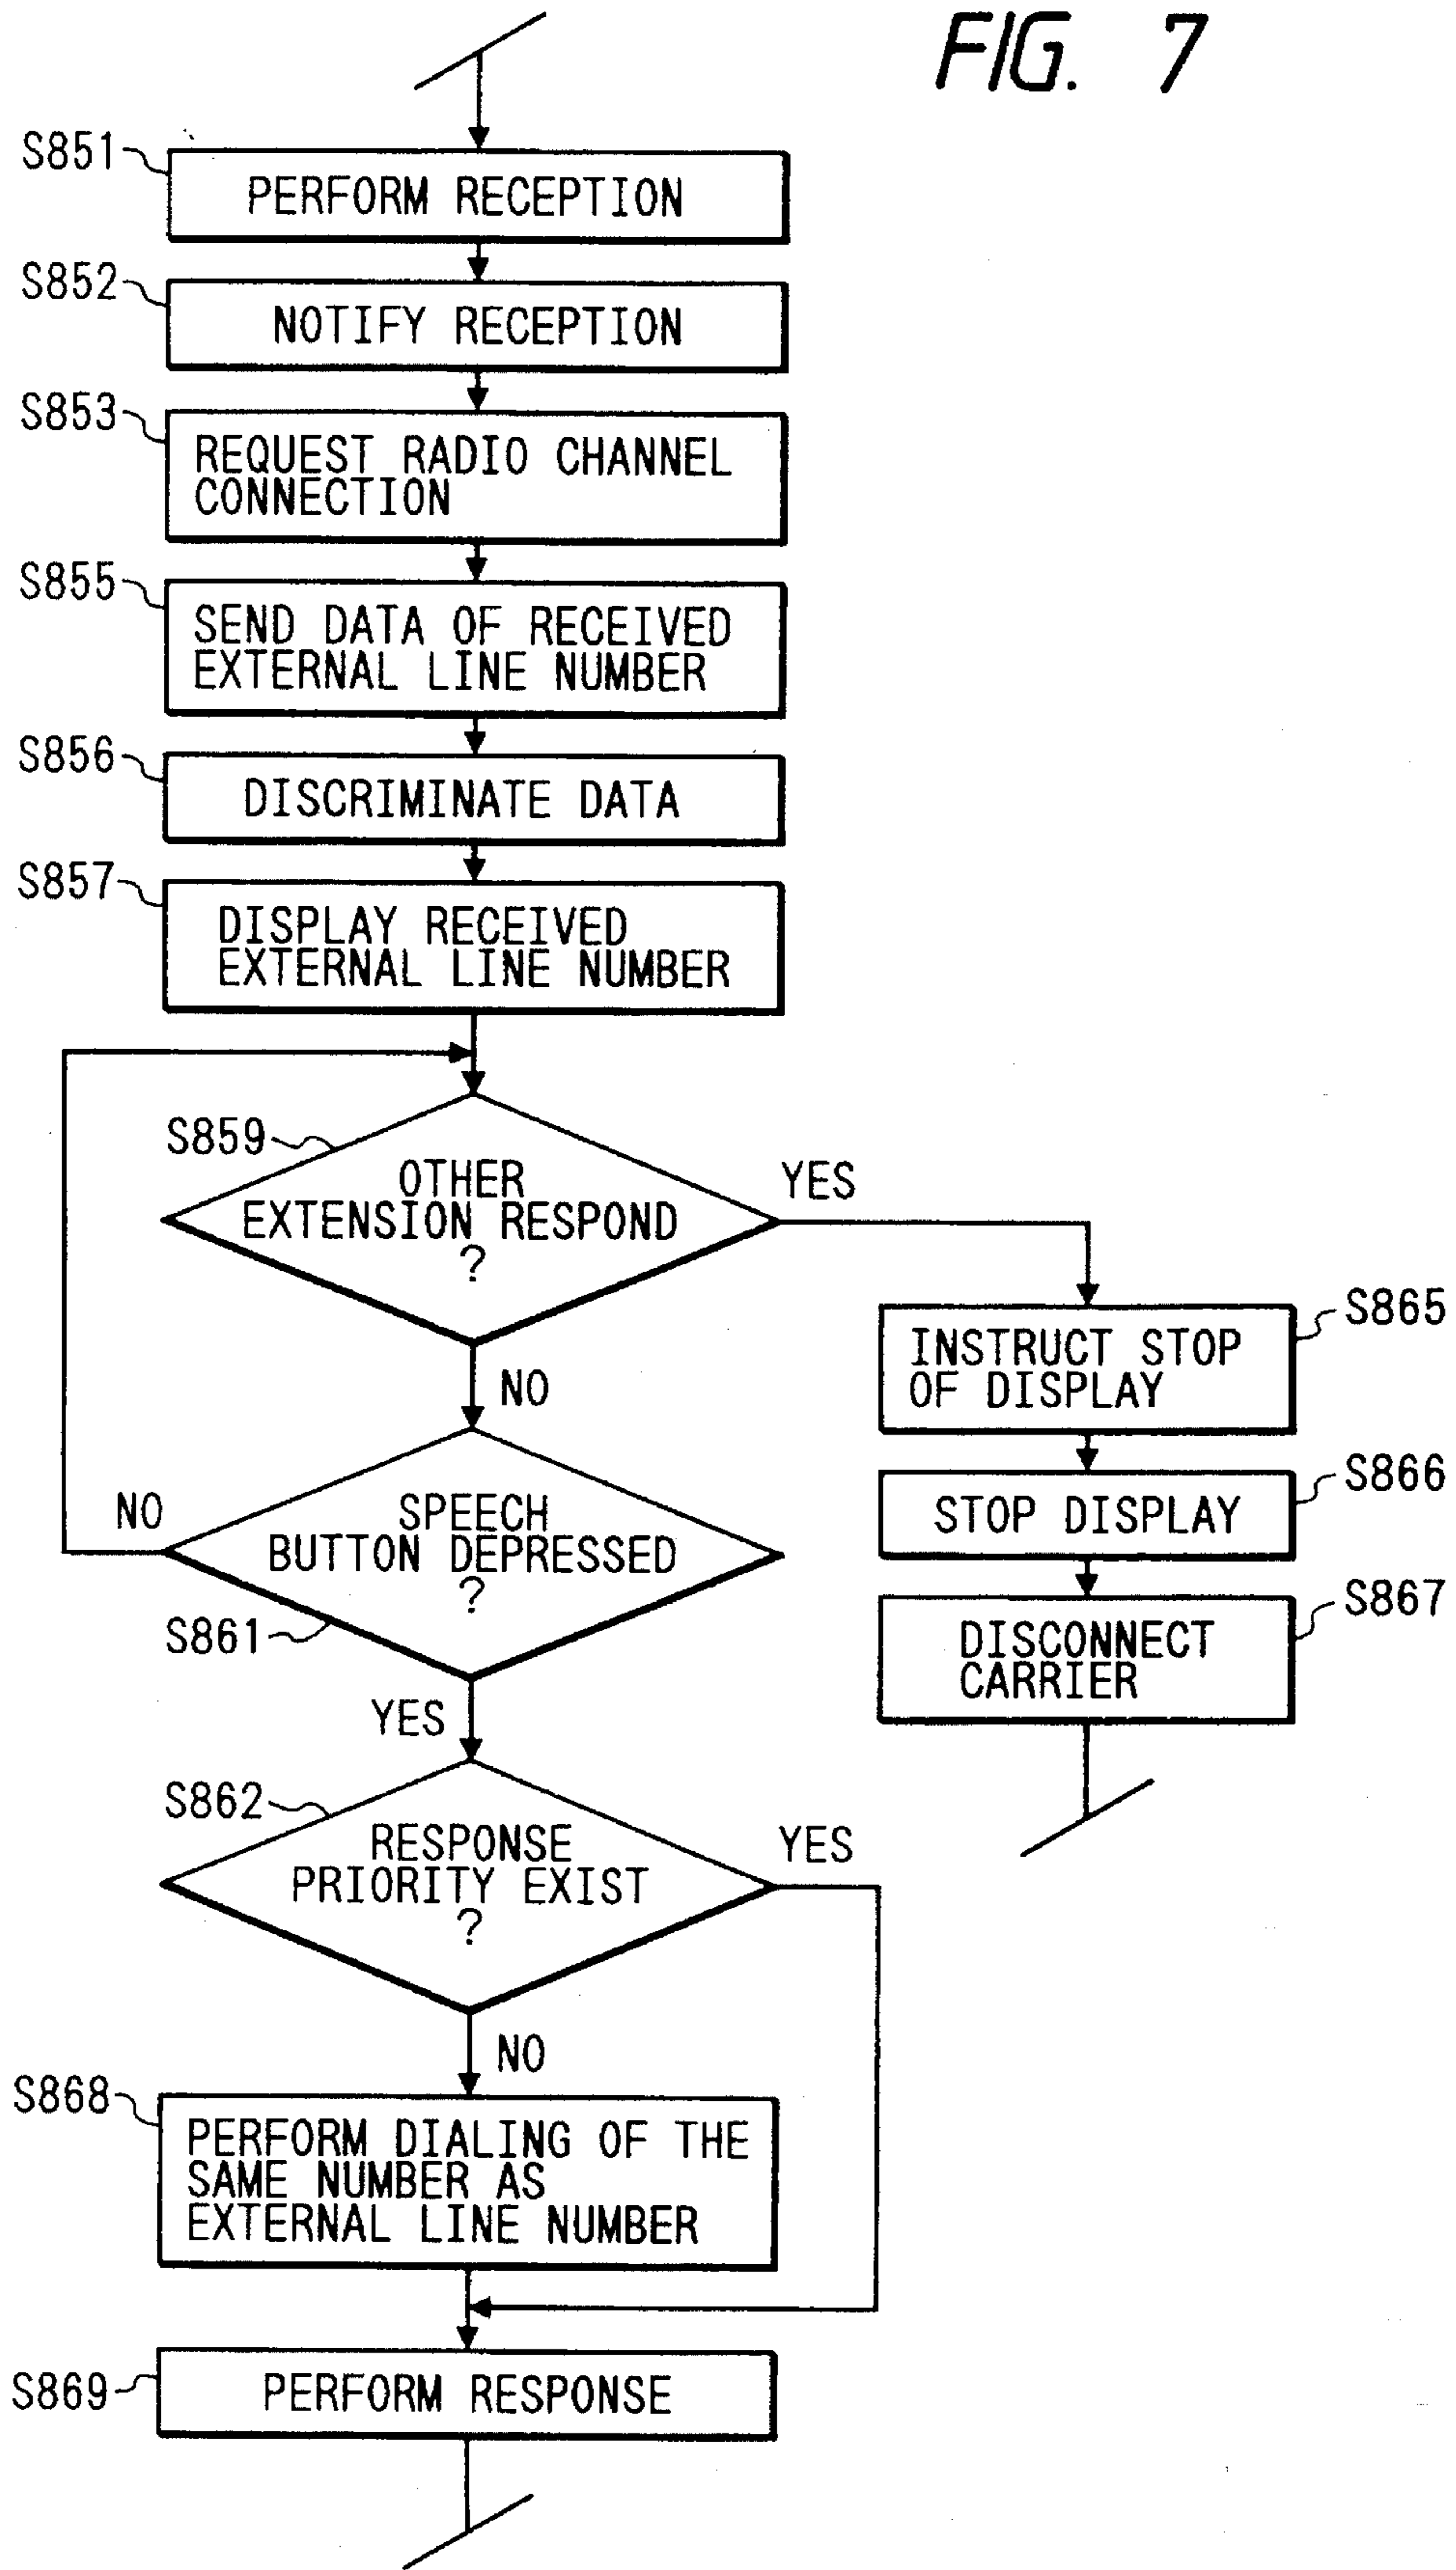 FIG. 7
S851
PERFORM RECEPTION
S852
NOTIFY RECEPTION
S853
REQUEST RADIO CHANNEL
CONNECTION
S855
SEND DATA OF RECEIVED
EXTERNAL LINE NUMBER
S856
DISCRIMINATE DATA
S857
DISPLAY RECEIVED
EXTERNAL LINE NUMBER
S859
OTHER
EXTENSION RESPOND
?
YES
NO
S865
INSTRUCT STOP
OF DISPLAY
S866
STOP DISPLAY
S867
DISCONNECT
CARRIER
NO
SPEECH
BUTTON DEPRESSED
?
S861
YES
S862
RESPONSE
PRIORITY EXIST
?
YES
NO
S868
PERFORM DIALING OF THE
SAME NUMBER AS
EXTERNAL LINE NUMBER
S869
PERFORM RESPONSE